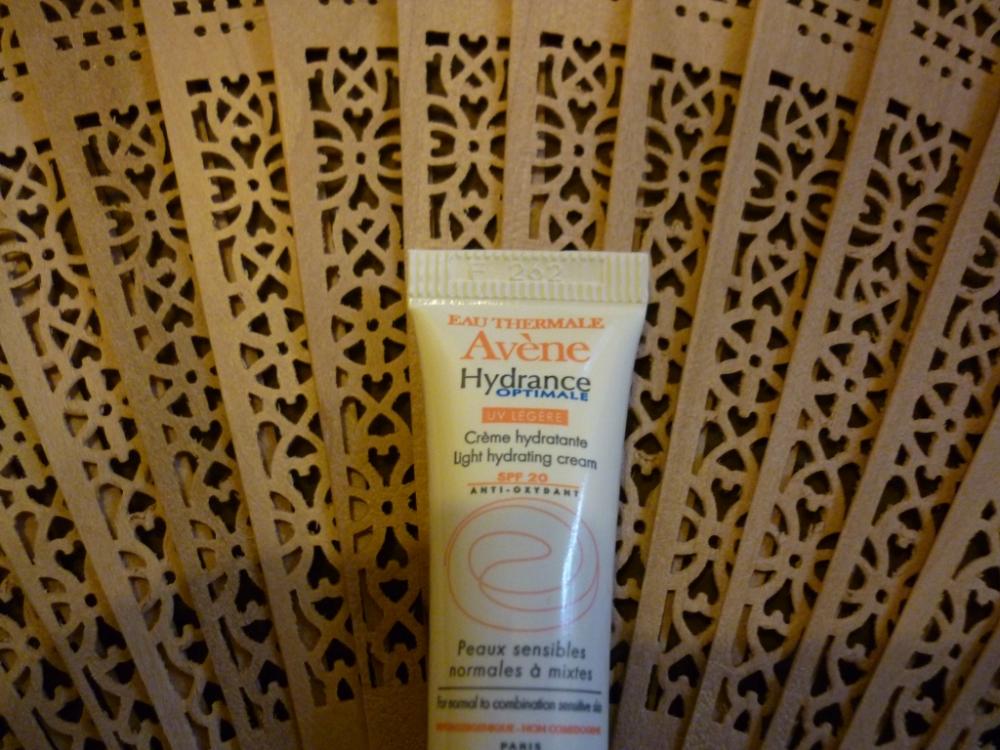 F 262
EAU THERMALE
Avène
Hydrance
OPTIMALE
UV LÉGÈRE
Crème hydratante
Light hydrating cream
SPF 20
ANTI-OXYDANT
Peaux sensibles
normales à mixtes
For normal to combination sensitive
PARIS